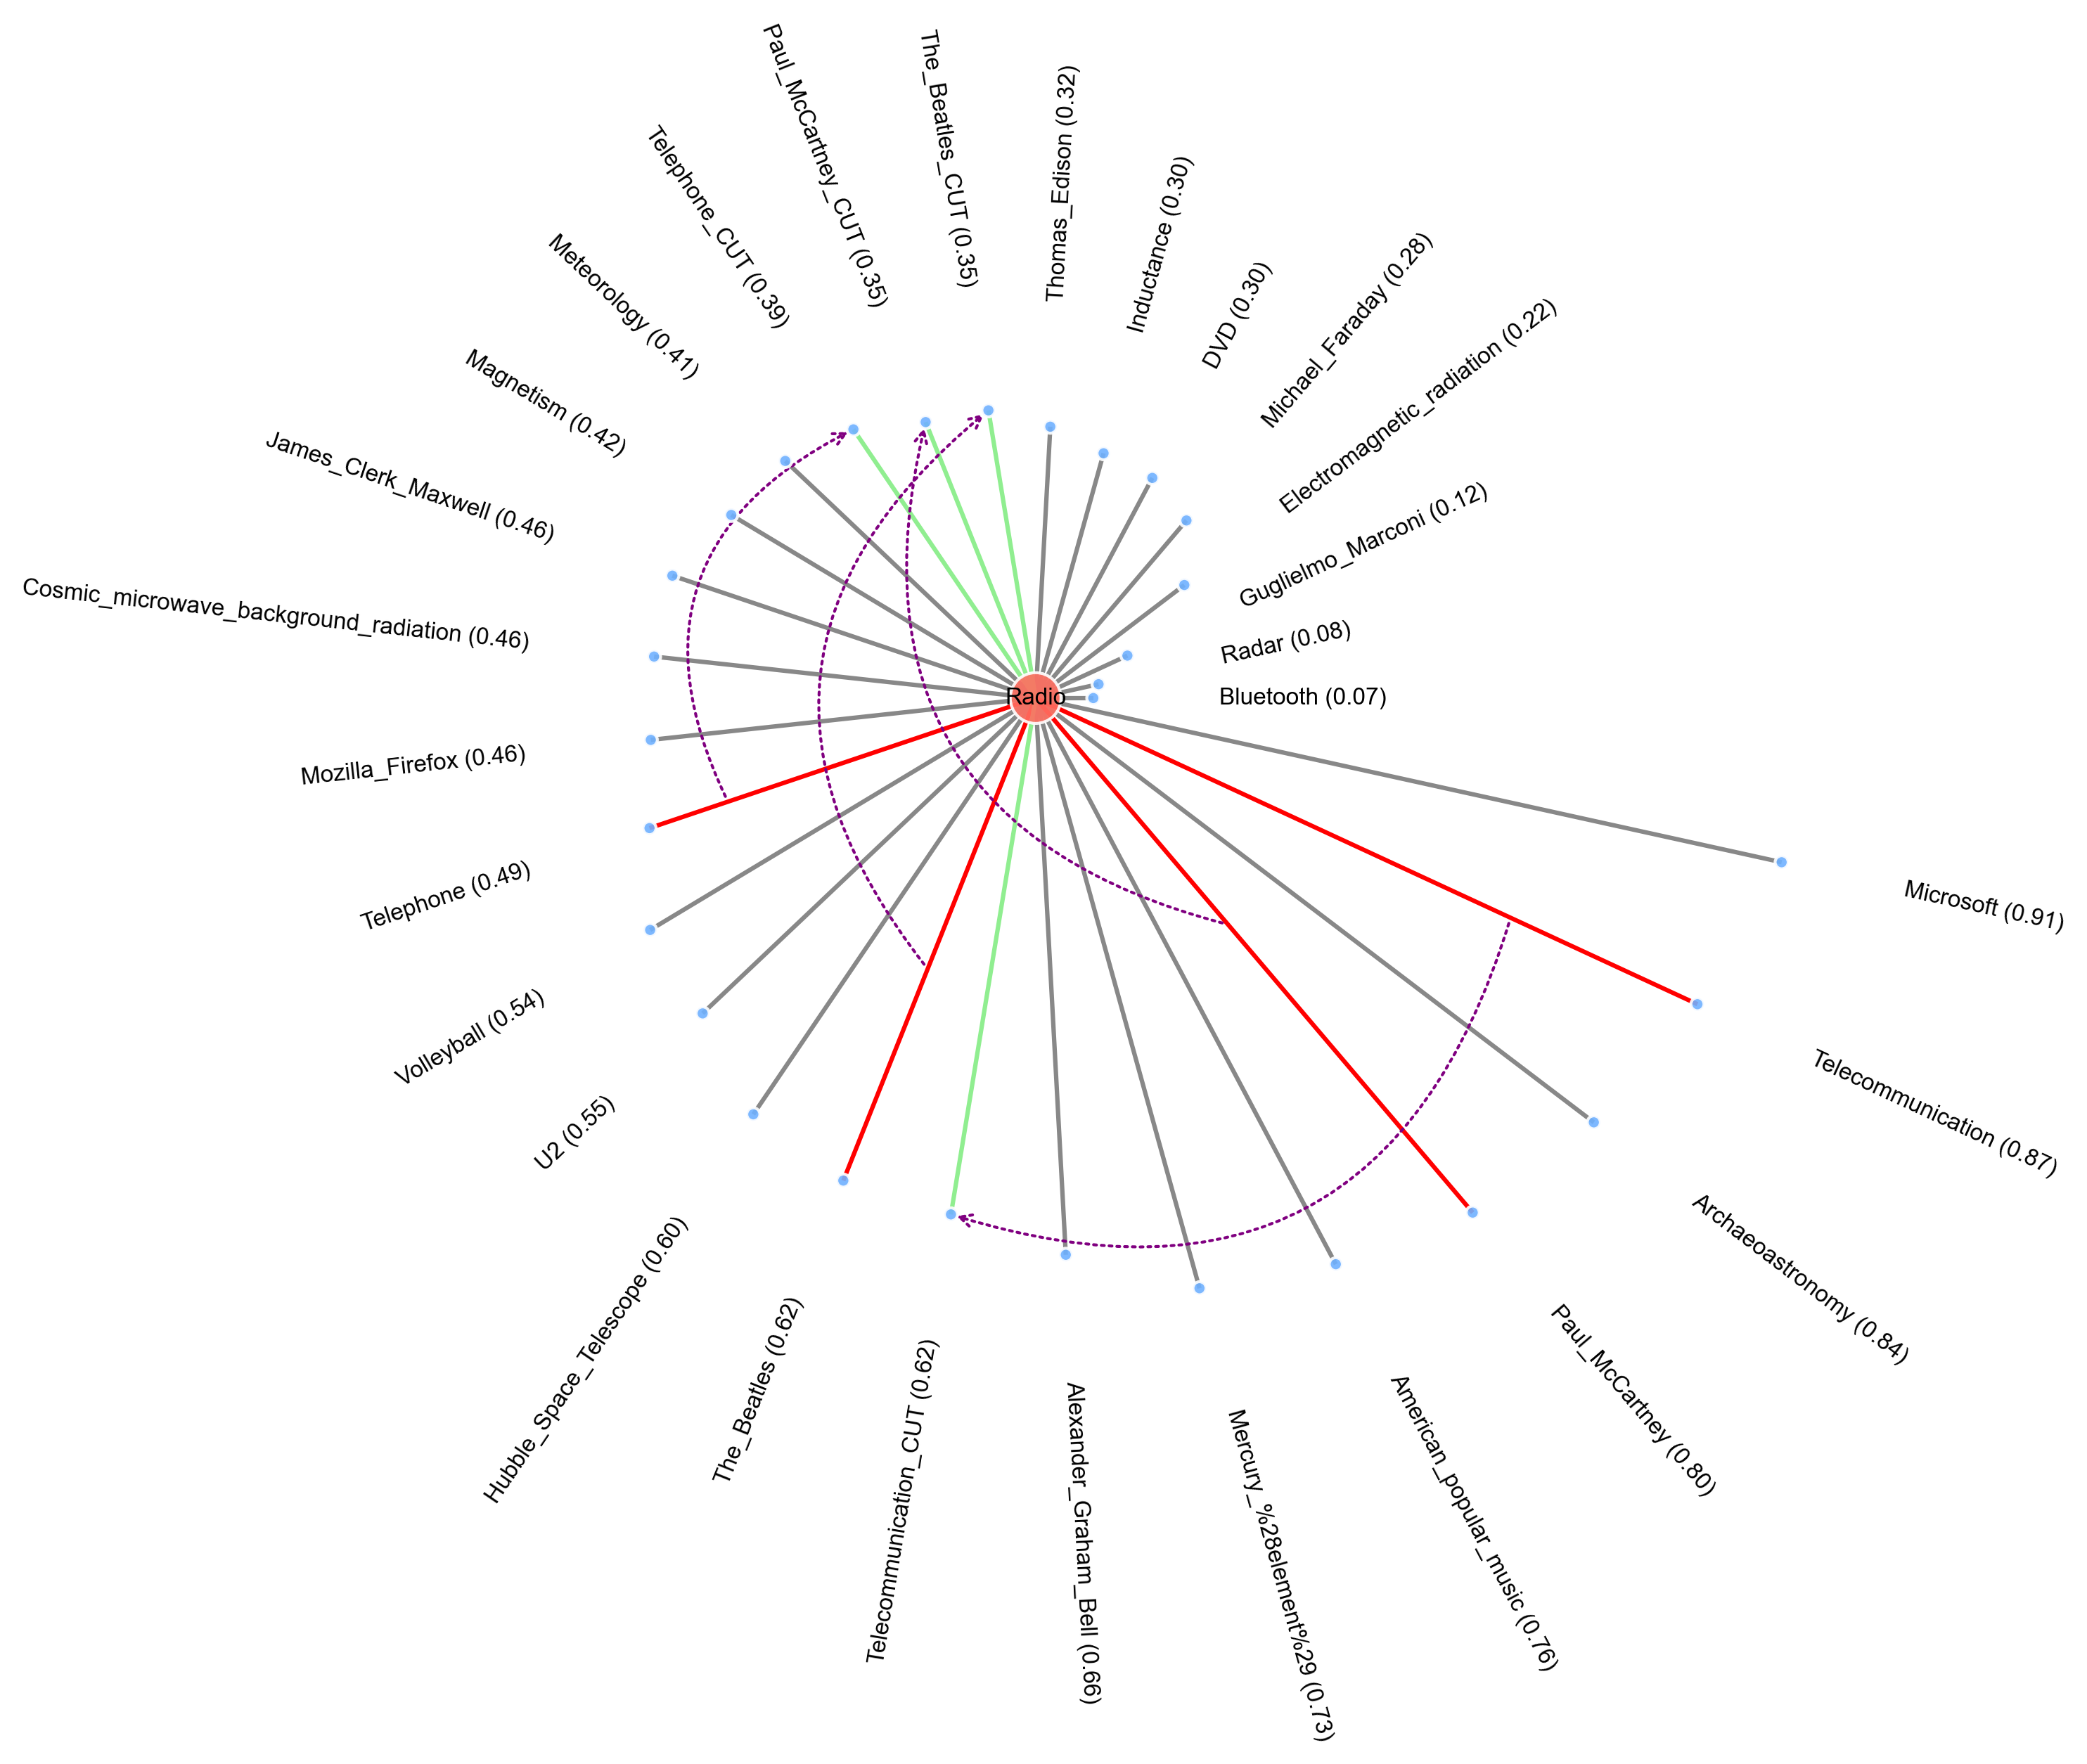 Radio
Bluetooth (0.07)
Radar (0.08)
Guglielmo_Marconi (0.12)
Electromagnetic_radiation (0.22)
Michael_Faraday (0.28)
DVD (0.30)
Inductance (0.30)
Thomas_Edison (0.32)
The_Beatles_CUT (0.35)
Paul_McCartney_CUT (0.35)
Telephone_CUT (0.39)
Meteorology (0.41)
Magnetism (0.42)
James_Clerk_Maxwell (0.46)
Cosmic_microwave_background_radiation (0.46)
Mozilla_Firefox (0.46)
Telephone (0.49)
Volleyball (0.54)
U2 (0.55)
Hubble_Space_Telescope (0.60)
The_Beatles (0.62)
Telecommunication_CUT (0.62)
Alexander_Graham_Bell (0.66)
Mercury_%28element%29 (0.73)
American_popular_music (0.76)
Paul_McCartney (0.80)
Archaeoastronomy (0.84)
Telecommunication (0.87)
Microsoft (0.91)